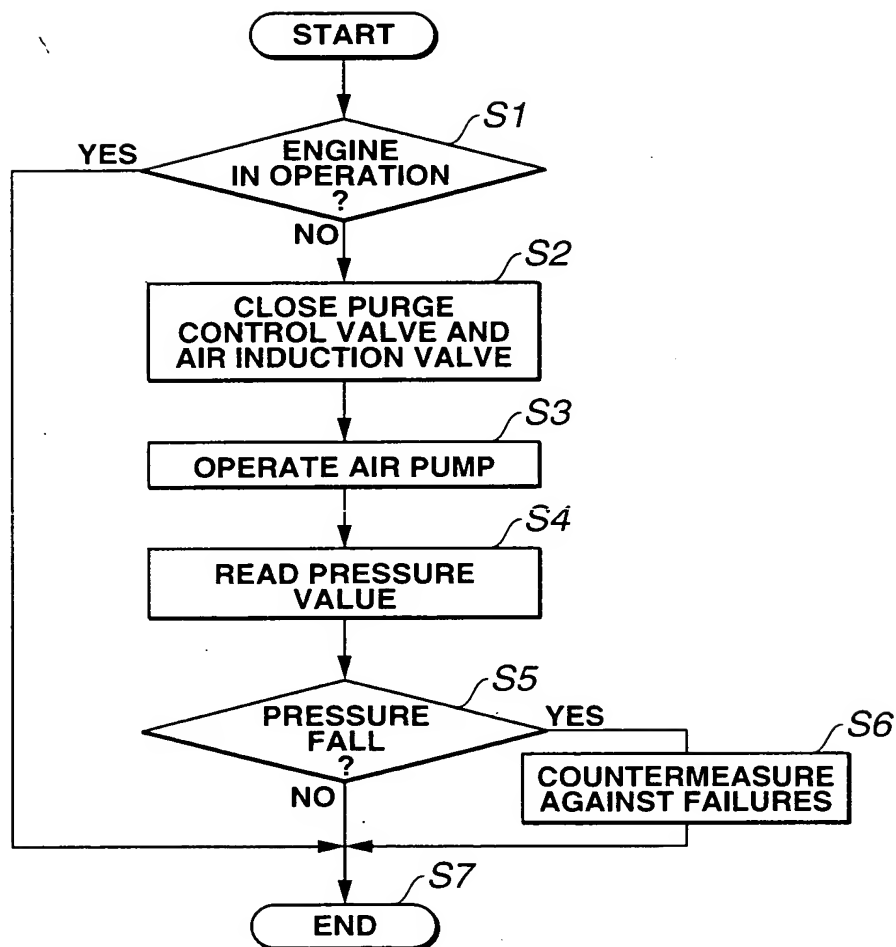 START
S1
YES
ENGINE
IN OPERATION
?
NO
S2
CLOSE PURGE
CONTROL VALVE AND
AIR INDUCTION VALVE
S3
OPERATE AIR PUMP
S4
READ PRESSURE
VALUE
S5
PRESSURE
FALL
?
YES
NO
S6
COUNTERMEASURE
AGAINST FAILURES
S7
END